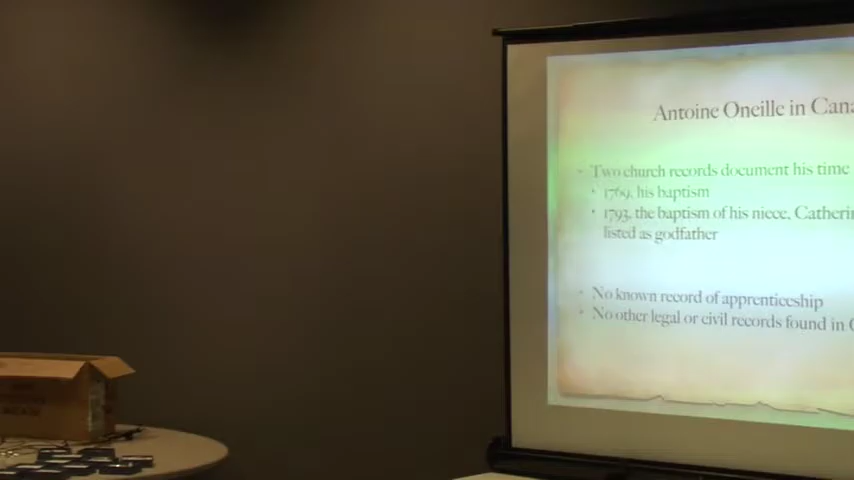 Antoine Oneille in Cana
Two church records document his time
1769, his baptism
1793, the baptism of his niece, Catherin
listed as godfather
No known record of apprenticeship
No other legal or civil records found in C